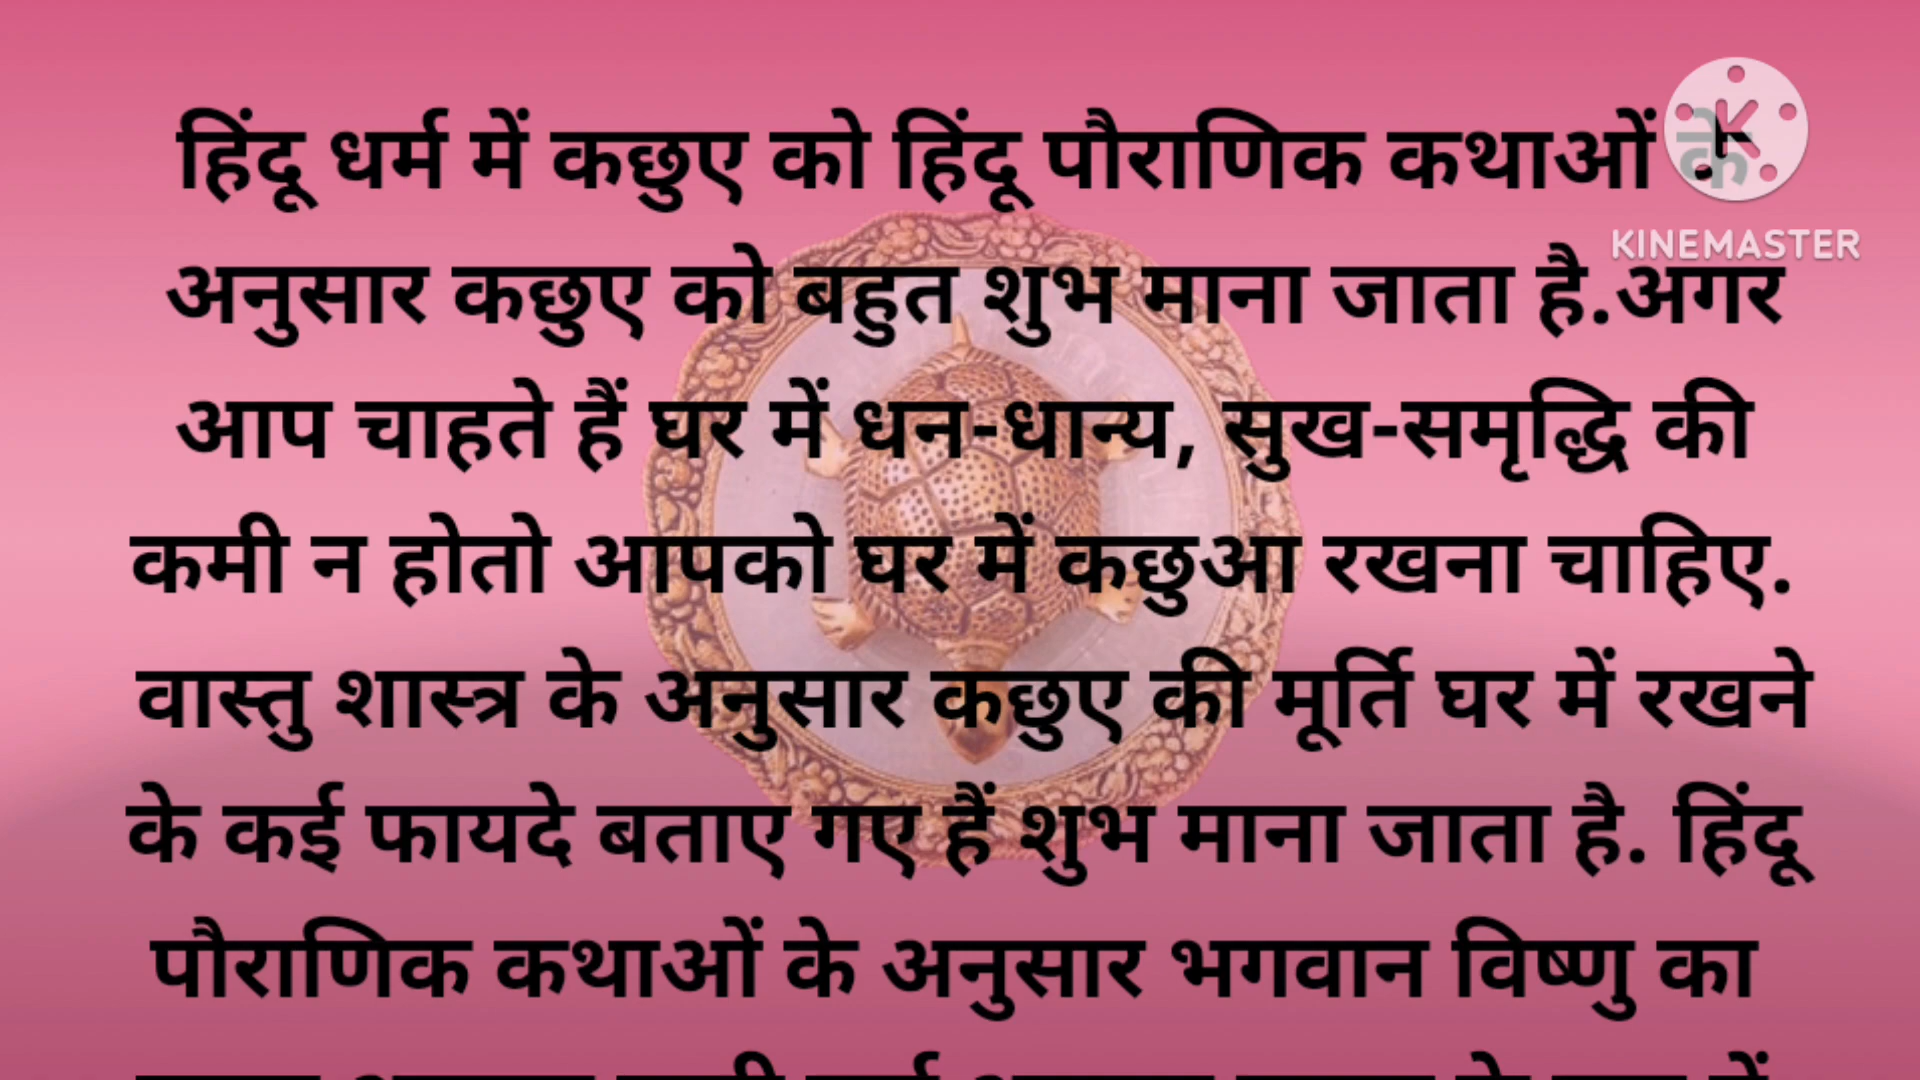 हिंदू धर्म में कछुए को हिंदू पौराणिक कथाओं के
KINEMASTER
अनुसार कछुए को बहुत शुभ माना जाता है.अगर
आप चाहते हैं घर में धन-धान्य, सुख-समृद्धि की
कमी न होतो आपको घर में कछुआ रखना चाहिए.
वास्तु शास्त्र के अनुसार कछुए की मूर्ति घर में रखने
के कई फायदे बताए गए हैं शुभ माना जाता है. हिंदू
पौराणिक कथाओं के अनुसार भगवान विष्णु का